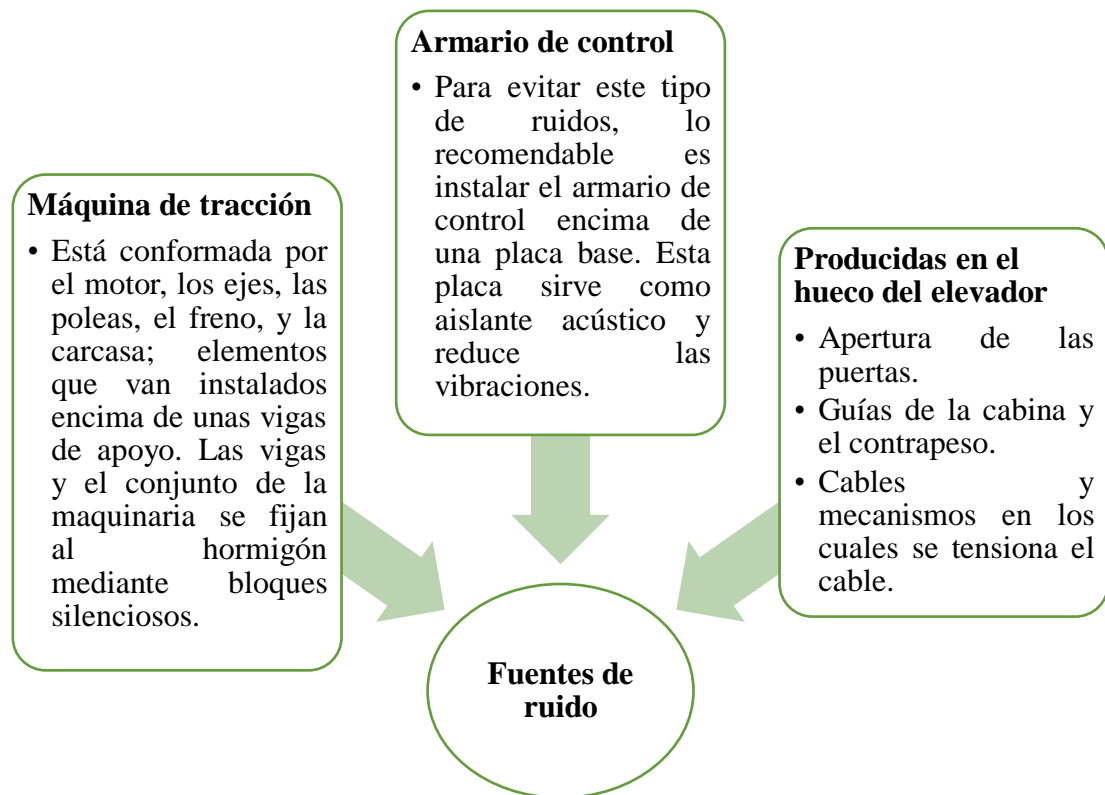 Máquina de tracción
• Está conformada por
el motor, los ejes, las
poleas, el freno, y la
carcasa; elementos
que van instalados
encima de unas vigas
de apoyo. Las vigas
y el conjunto de la
maquinaria se fijan
al hormigón
mediante bloques
silenciosos.
Armario de control
• Para evitar este tipo
de ruidos, lo
recomendable es
instalar el armario de
control encima de
una placa base. Esta
placa sirve como
aislante acústico y
reduce las
vibraciones.
Producidas en el
hueco del elevador
• Apertura de las
puertas.
• Guías de la cabina y
el contrapeso.
• Cables y
mecanismos en los
cuales se tensiona el
cable.
Fuentes de
ruido